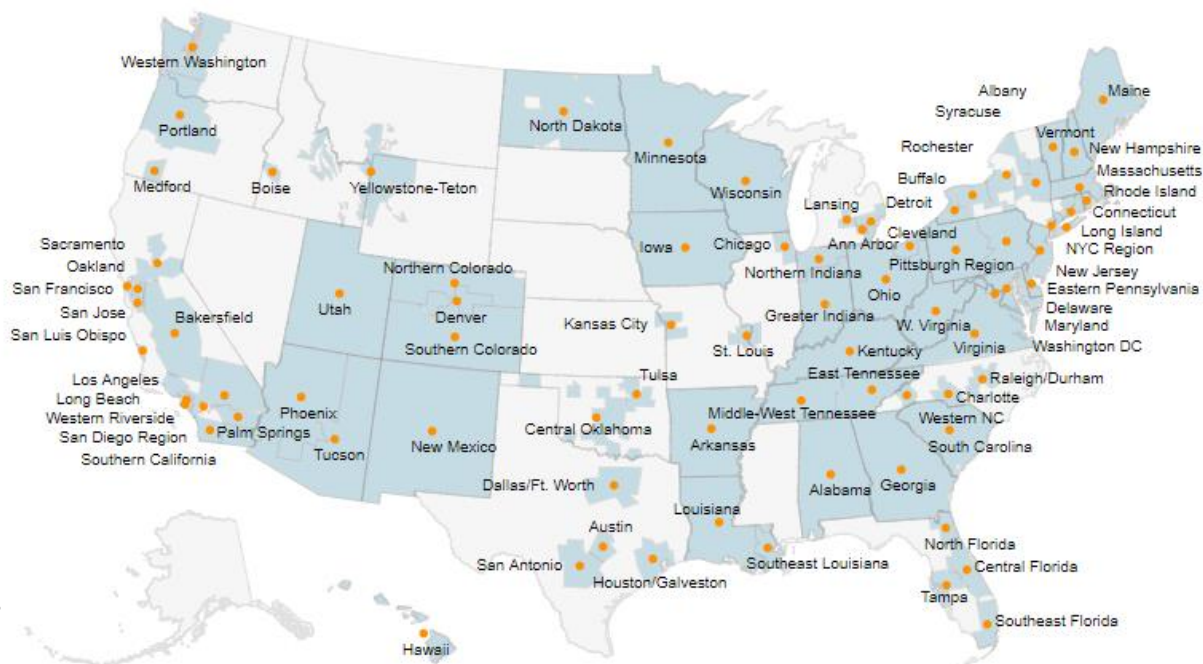 Western Washington
Portland
Medford
Boise
Yellowstone-Teton
North Dakota
Minnesota
Wisconsin
Iowa
Chicago
Lansing
Ann Arbor
Detroit
Cleveland
Albany
Syracuse
Rochester
Buffalo
Maine
Vermont
New Hampshire
Massachusetts
Rhode Island
Connecticut
Long Island
NYC Region
New Jersey
Eastern Pennsylvania
Delaware
Maryland
Washington DC
Pittsburgh Region
Northern Indiana
Greater Indiana
Ohio
W. Virginia
Virginia
Kentucky
East Tennessee
Middle-West Tennessee
Raleigh/Durham
Charlotte
Western NC
South Carolina
Georgia
Alabama
Sacramento
Oakland
San Francisco
San Jose
San Luis Obispo
Bakersfield
Los Angeles
Long Beach
Western Riverside
San Diego Region
Southern California
Palm Springs
Utah
Northern Colorado
Denver
Southern Colorado
Phoenix
Tucson
New Mexico
Kansas City
St. Louis
Tulsa
Central Oklahoma
Arkansas
Dallas/Ft. Worth
Austin
San Antonio
Houston/Galveston
Louisiana
Southeast Louisiana
North Florida
Central Florida
Tampa
Southeast Florida
Hawaii